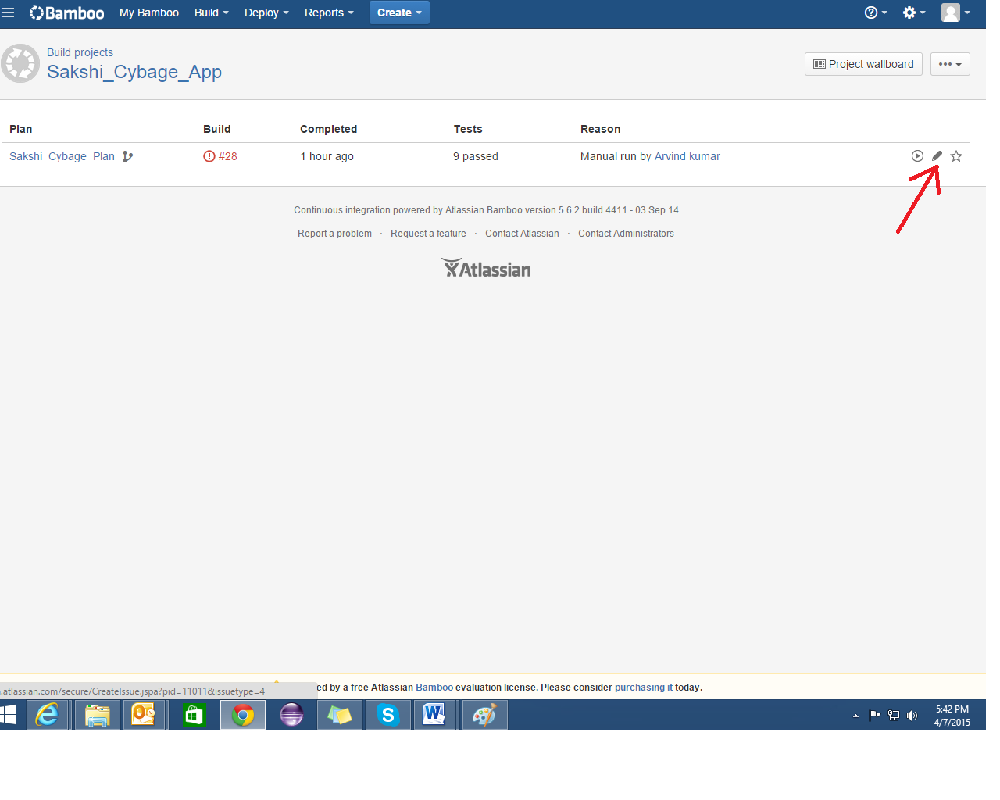 Bamboo My Bamboo Build Deploy Reports Create
Build projects
Sakshi_Cybage_App
Project wallboard
Plan Build Completed Tests Reason
Sakshi_Cybage_Plan #28 1 hour ago 9 passed Manual run by Arvind kumar
Continuous integration powered by Atlassian Bamboo version 5.6.2 build 4411 - 03 Sep 14
Report a problem · Request a feature · Contact Atlassian · Contact Administrators
Atlassian
ed by a free Atlassian Bamboo evaluation license. Please consider purchasing it today.
.atlassian.com/secure/CreateIssue.jspa?pid=11011&issuetype=4
5:42 PM
4/7/2015